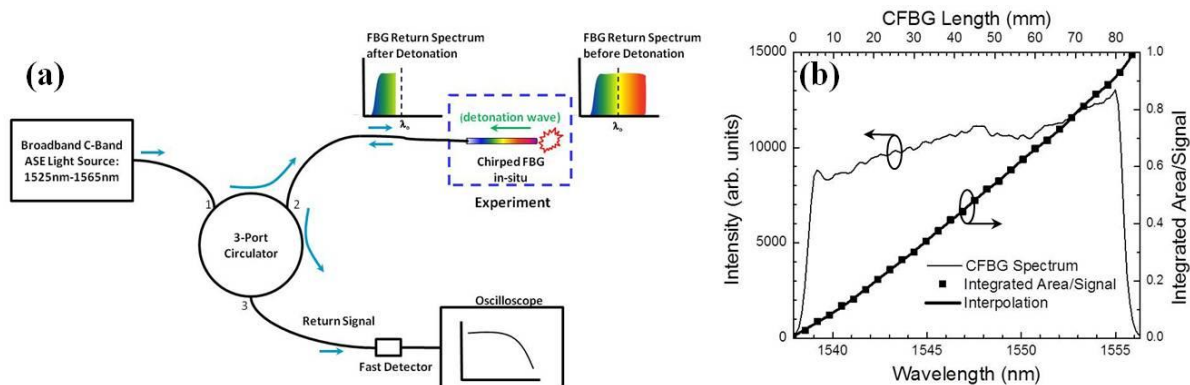 (a)
FBG Return Spectrum
after Detonation
λ₀
FBG Return Spectrum
before Detonation
λ₀
(detonation wave)
Chirped FBG
in-situ
Experiment
Broadband C-Band
ASE Light Source:
1525nm-1565nm
1
2
3-Port
Circulator
3
Return Signal
Fast Detector
Oscilloscope
(b)
CFBG Length (mm)
0 10 20 30 40 50 60 70 80
15000
10000
5000
0
Intensity (arb. units)
1.0
0.8
0.6
0.4
0.2
0.0
Integrated Area/Signal
CFBG Spectrum
Integrated Area/Signal
Interpolation
1540 1545 1550 1555
Wavelength (nm)